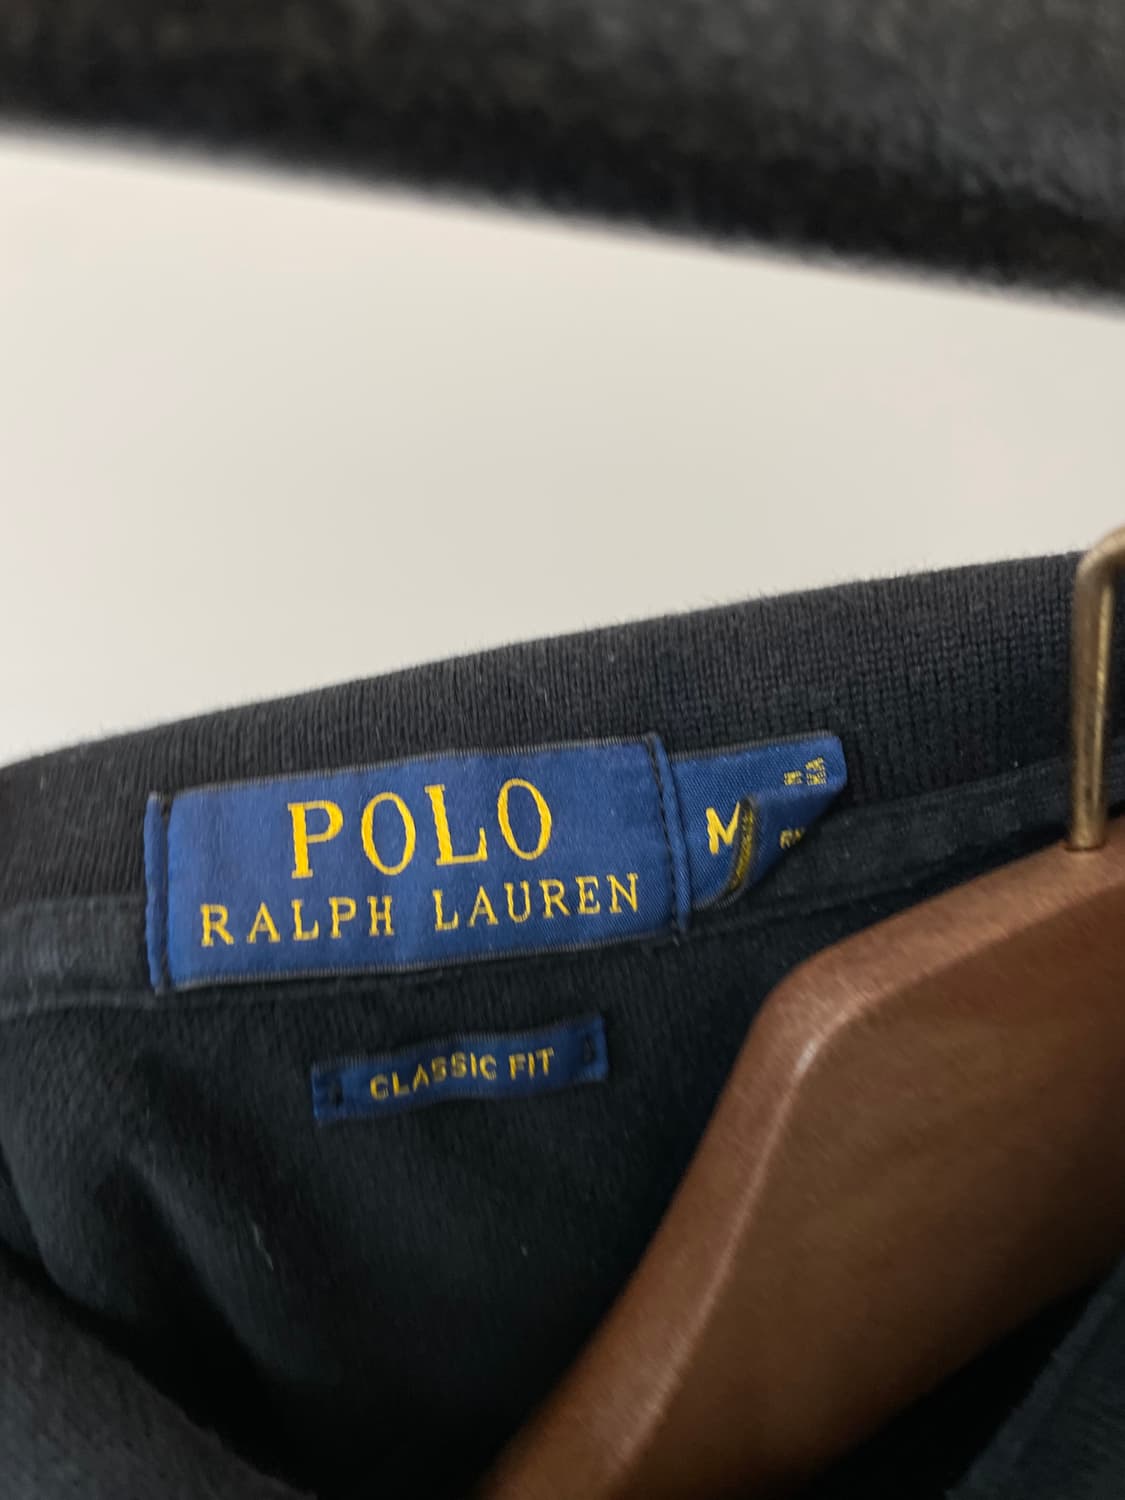 POLO
RALPH LAUREN
M
CLASSIC FIT